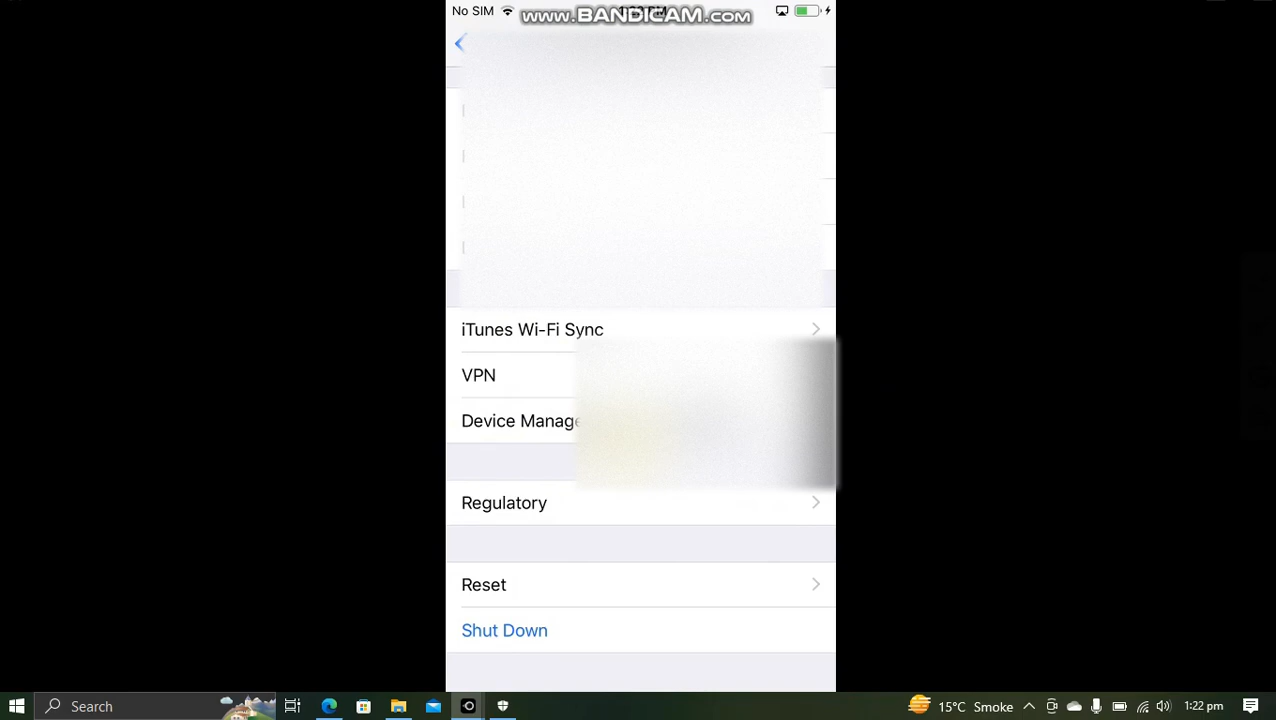 No SIM
www.BANDICAM.com
iTunes Wi-Fi Sync
VPN
Device Manage
Regulatory
Reset
Shut Down
Search
15°C Smoke
1:22 pm